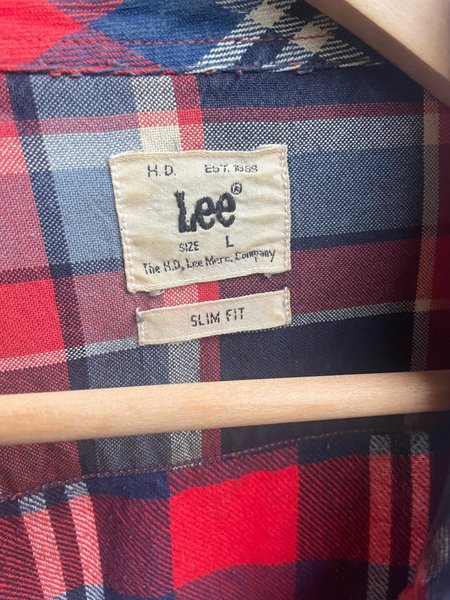 H.D. EST. 1889
Lee®
SIZE L
The H.D. Lee Merc. Company
SLIM FIT